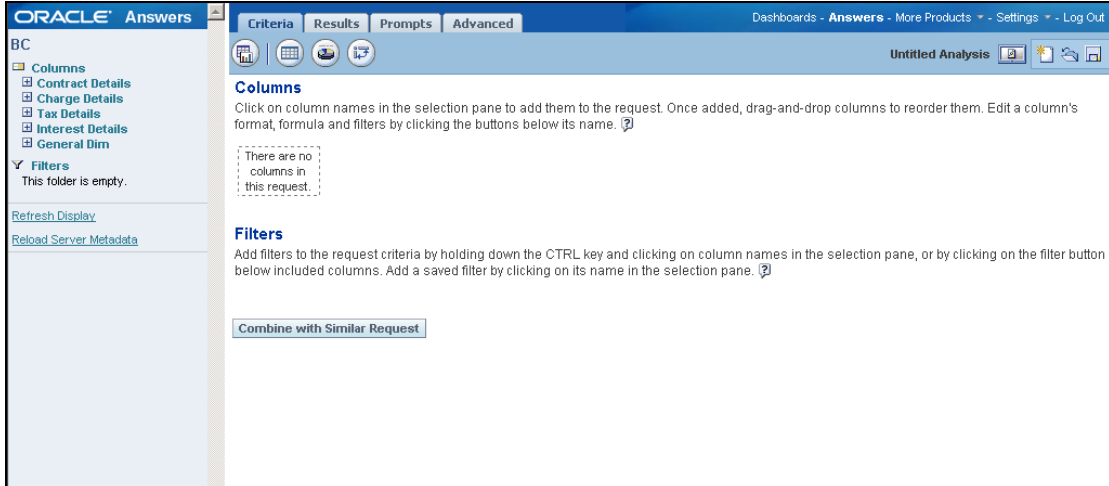 ORACLE Answers
BC
Columns
Contract Details
Charge Details
Tax Details
Interest Details
General Dim
Filters
This folder is empty.
Refresh Display
Reload Server Metadata
Criteria Results Prompts Advanced
Dashboards - Answers - More Products - Settings - Log Out
Untitled Analysis
Columns
Click on column names in the selection pane to add them to the request. Once added, drag-and-drop columns to reorder them. Edit a column's
format, formula and filters by clicking the buttons below its name.
There are no
columns in
this request.
Filters
Add filters to the request criteria by holding down the CTRL key and clicking on column names in the selection pane, or by clicking on the filter button
below included columns. Add a saved filter by clicking on its name in the selection pane.
Combine with Similar Request